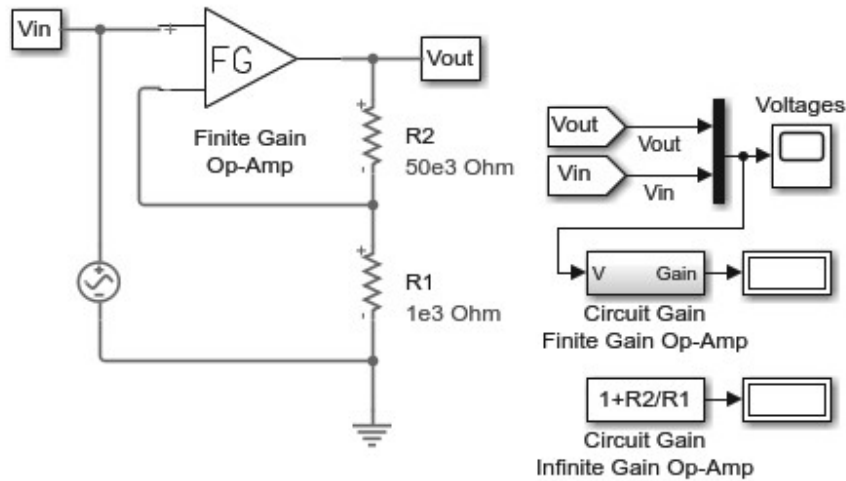 Vin
+
FG
Vout
Finite Gain
Op-Amp
+
R2
50e3 Ohm
-
+
R1
1e3 Ohm
-
+
−
Voltages
Vout
Vout
Vin
Vin
V Gain
Circuit Gain
Finite Gain Op-Amp
1+R2/R1
Circuit Gain
Infinite Gain Op-Amp